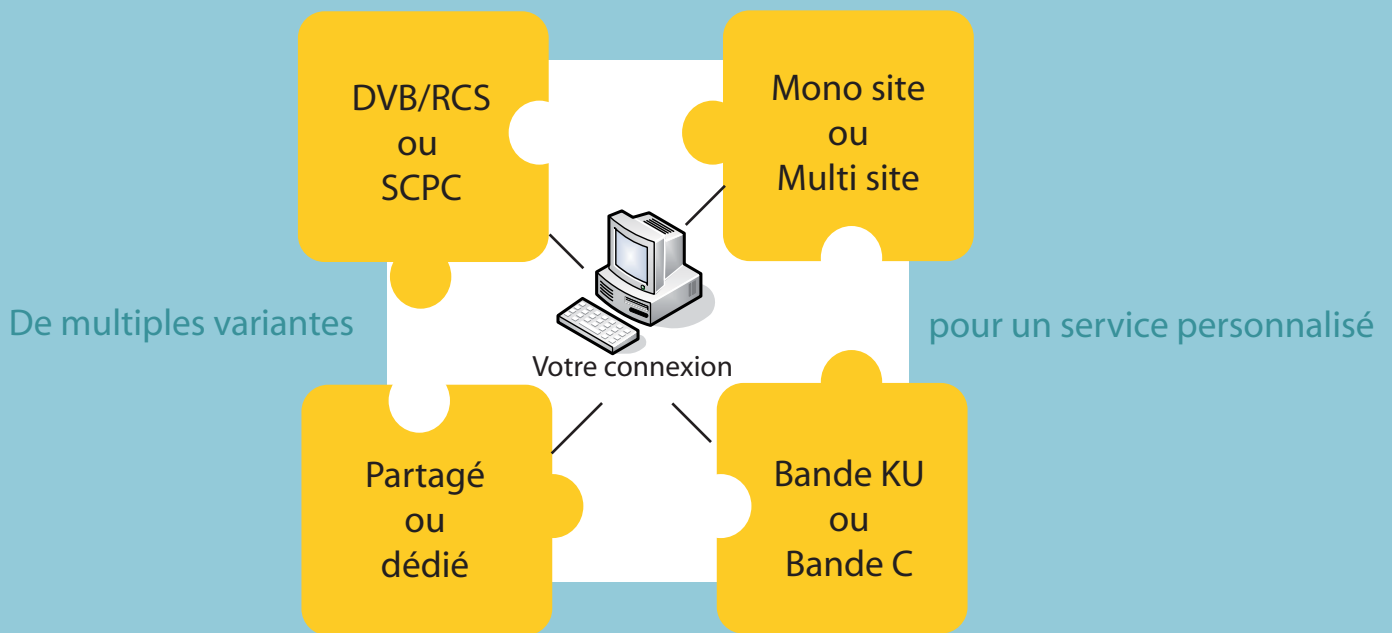 DVB/RCS
ou
SCPC
Mono site
ou
Multi site
De multiples variantes
Votre connexion
pour un service personnalisé
Partagé
ou
dédié
Bande KU
ou
Bande C